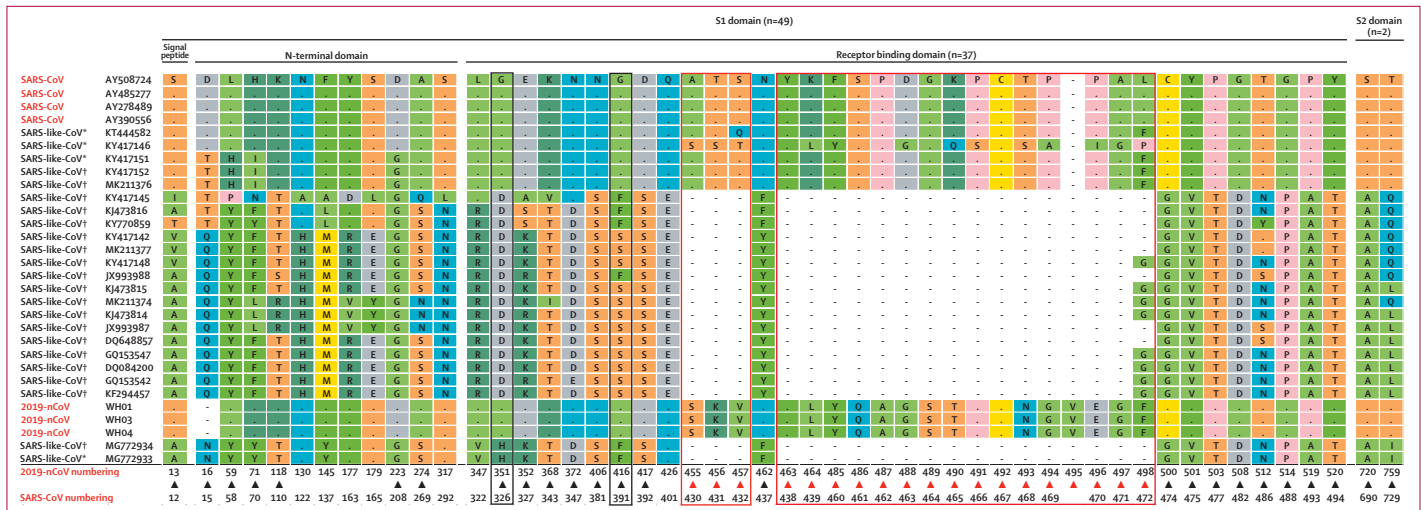 S1 domain (n=49)
S2 domain (n=2)
Signal peptide
N-terminal domain
Receptor binding domain (n=37)
SARS-CoV AY508724 S D L H K N F Y S D A S L G E K N N G D Q A T S N Y K F S P D G K P C T P - P A L C Y P G T G P Y S T
SARS-CoV AY485277 . . . . . . . . . . . . . . . . . . . . . . . . . . . . . . . . . . . . . - . . . . . . . . . . . . . .
SARS-CoV AY278489 . . . . . . . . . . . . . . . . . . . . . . . . . . . . . . . . . . . . . - . . . . . . . . . . . . . .
SARS-CoV AY390556 . . . . . . . . . . . . . . . . . . . . . . . . . . . . . . . . . . . . . - . . . . . . . . . . . . . .
SARS-like-CoV* KT444582 . . . . . . . . . . . . . . . . . . . . . . . Q . . . . . . . . . . . . . - . . F . . . . . . . . . .
SARS-like-CoV* KY417146 . . . . . . . . . . . . . . . . . . . . . S S T . . L Y . . G . Q S . S A - I G P . . . . . . . . . .
SARS-like-CoV* KY417151 . T H I . . . . . G . . . . . . . . . . . . . . . . . . . . . . . . . . . - . . F . . . . . . . . . .
SARS-like-CoV† KY417152 . T H I . . . . . G . . . . . . . . . . . . . . . . . . . . . . . . . . . - . . F . . . . . . . . . .
SARS-like-CoV† MK211376 . T H I . . . . . G . . . . . . . . . . . . . . . . . . . . . . . . . . . - . . F . . . . . . . . . .
SARS-like-CoV† KY417145 I T P N T A A D L G Q L . D A V . S F S E - - - F - - - - - - - - - - - - - - - - G V T D N P A T A Q
SARS-like-CoV† KJ473816 A T Y F T . L . . G S N R D S T D S F S E - - - F - - - - - - - - - - - - - - - - G V T D N P A T A Q
SARS-like-CoV† KY770859 T T Y Y T . L . . G S N R D S T D S F S E - - - F - - - - - - - - - - - - - - - - G V T D Y P A T A Q
SARS-like-CoV† KY417142 V Q Y F T H M R E G S N R D K T D S S S E - - - Y - - - - - - - - - - - - - - - - G V T D . P A T A Q
SARS-like-CoV† MK211377 V Q Y F T H M R E G S N R D K T D S S S E - - - Y - - - - - - - - - - - - - - - - G V T D . P A T A Q
SARS-like-CoV† KY417148 V Q Y F T H M R E G S N R D K T D S S S E - - - Y - - - - - - - - - - - - - - - G G V T D N P A T A Q
SARS-like-CoV† JX993988 A Q Y F S H M R E G S N R D R T D S F S E - - - Y - - - - - - - - - - - - - - - - G V T D S P A T A Q
SARS-like-CoV† KJ473815 A Q Y F T H M R E G S N R D R T D S S S E - - - Y - - - - - - - - - - - - - - - G G V T D N P A T A L
SARS-like-CoV† MK211374 A Q Y L R H M V Y G N N R D K I D S S S E - - - Y - - - - - - - - - - - - - - - G G V T D N P A T A Q
SARS-like-CoV† KJ473814 A Q Y L R H M V Y G N N R D K T D S S S E - - - Y - - - - - - - - - - - - - - - G G V T D N P A T A L
SARS-like-CoV† JX993987 A Q Y L R H M V Y G N N R D K T D S S S E - - - Y - - - - - - - - - - - - - - - - G V T D S P A T A L
SARS-like-CoV† DQ648857 A Q Y F T H M R E G S N R D K T D S S S E - - - Y - - - - - - - - - - - - - - - - G V T D S P A T A L
SARS-like-CoV† GQ153547 A Q Y F T H M R E G S N R D K T D S S S E - - - Y - - - - - - - - - - - - - - - G G V T D N P A T A L
SARS-like-CoV† DQ084200 A Q Y F T H M R E G S N R D K T D S S S E - - - Y - - - - - - - - - - - - - - - G G V T D N P A T A L
SARS-like-CoV† GQ153542 A Q Y F T H M R E G S N R D R T E S S S E - - - Y - - - - - - - - - - - - - - - G G V T D N P A T A L
SARS-like-CoV† KF294457 A Q Y F T H M R E G S N R D R T D S S S E - - - Y - - - - - - - - - - - - - - - G G V T D N P A T A L
2019-nCoV WH01 . - . . . . . . . . . . . . . . . . . . . S K V . . L Y Q A G S T . . N G V E G F . . . . . . . . . .
2019-nCoV WH03 . - . . . . . . . . . . . . . . . . . . . S K V . . L Y Q A G S T . . N G V E G F . . . . . . . . . .
2019-nCoV WH04 . - . . . . . . . . . . . . . . . . . . . S K V . . L Y Q A G S T . . N G V E G F . . . . . . . . . .
SARS-like-CoV† MG772934 A N Y Y T . Y . . G S . V H K T D S F S . - - - F - - - - - - - - - - - - - - - - G V T D N P A T A I
SARS-like-CoV* MG772933 A N Y Y T . Y . . G S . V H K T D S F S . - - - F - - - - - - - - - - - - - - - - G V T D N P A T A I
2019-nCoV numbering 13 16 59 71 118 130 145 177 179 223 274 317 347 351 352 368 372 406 416 417 426 455 456 457 462 463 464 485 486 487 488 489 490 491 492 493 494 495 496 497 498 500 501 503 508 512 514 519 520 720 759
SARS-CoV numbering 12 15 58 70 110 122 137 163 165 208 269 292 322 326 327 343 347 381 391 392 401 430 431 432 437 438 439 460 461 462 463 464 465 466 467 468 469 470 471 472 474 475 477 482 486 488 493 494 690 729